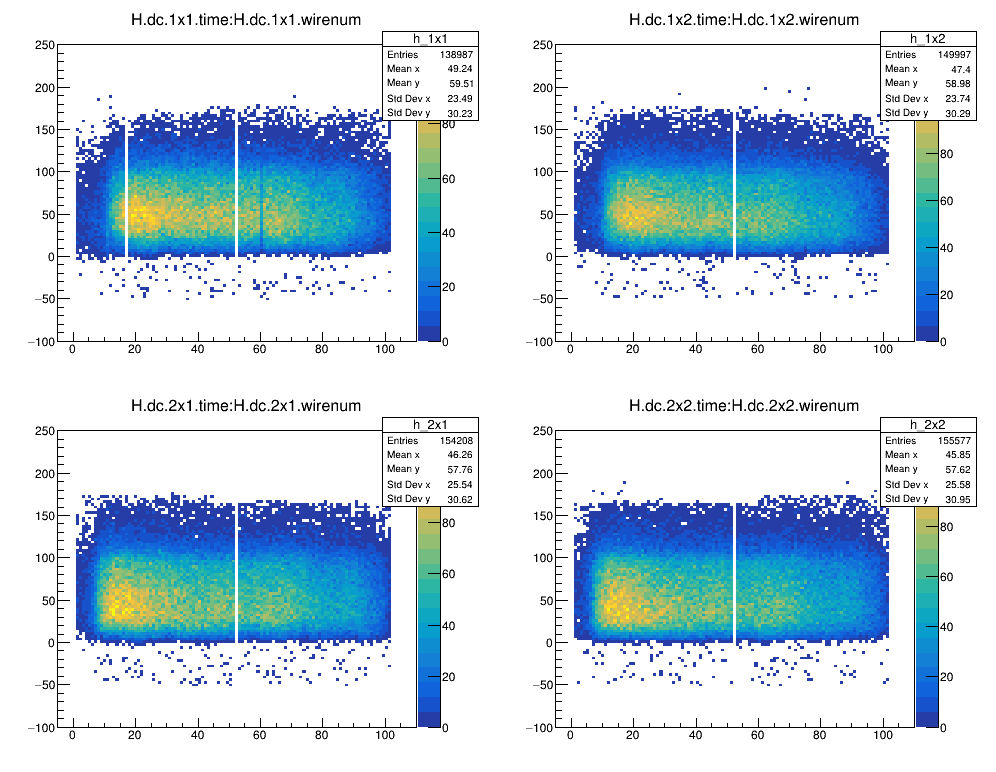 H.dc.1x1.time:H.dc.1x1.wirenum
h_1x1
Entries 138987
Mean x 49.24
Mean y 59.51
Std Dev x 23.49
Std Dev y 30.23
250
200
150
100
50
0
−50
−100
0 20 40 60 80 100
80
60
40
20
0
H.dc.1x2.time:H.dc.1x2.wirenum
h_1x2
Entries 149997
Mean x 47.4
Mean y 58.98
Std Dev x 23.74
Std Dev y 30.29
250
200
150
100
50
0
−50
−100
0 20 40 60 80 100
80
60
40
20
0
H.dc.2x1.time:H.dc.2x1.wirenum
h_2x1
Entries 154208
Mean x 46.26
Mean y 57.76
Std Dev x 25.54
Std Dev y 30.62
250
200
150
100
50
0
−50
−100
0 20 40 60 80 100
80
60
40
20
0
H.dc.2x2.time:H.dc.2x2.wirenum
h_2x2
Entries 155577
Mean x 45.85
Mean y 57.62
Std Dev x 25.58
Std Dev y 30.95
250
200
150
100
50
0
−50
−100
0 20 40 60 80 100
80
60
40
20
0